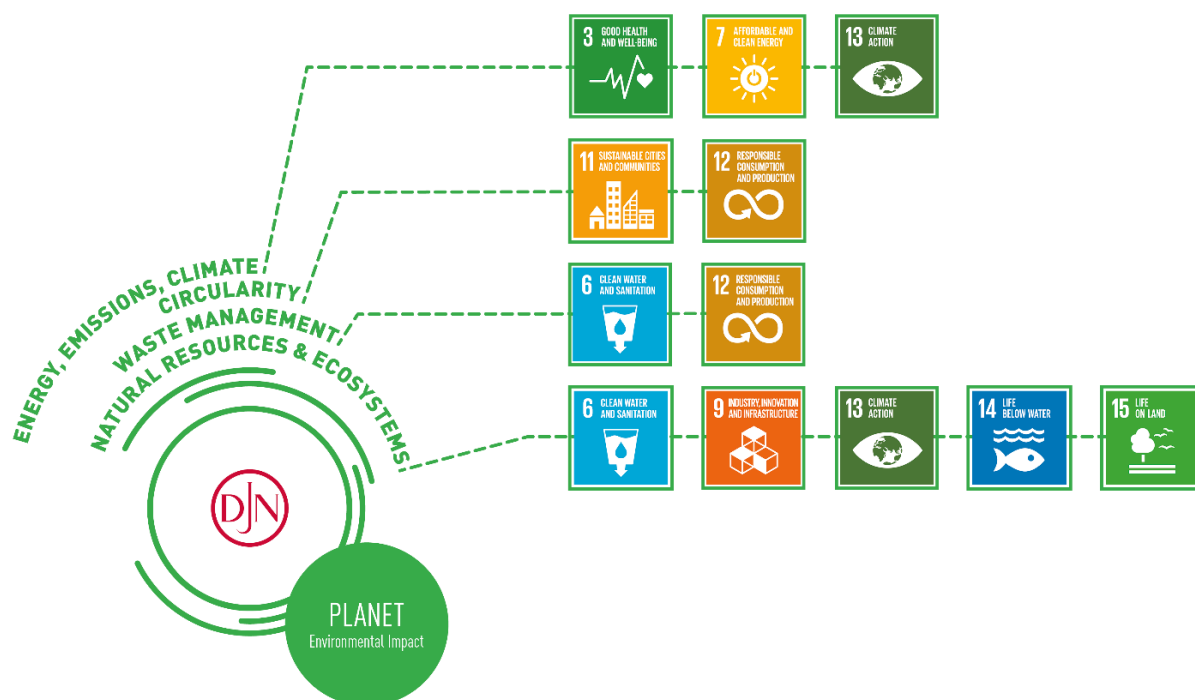 3 GOOD HEALTH
AND WELL-BEING
7 AFFORDABLE AND
CLEAN ENERGY
13 CLIMATE
ACTION
11 SUSTAINABLE CITIES
AND COMMUNITIES
12 RESPONSIBLE
CONSUMPTION
AND PRODUCTION
6 CLEAN WATER
AND SANITATION
12 RESPONSIBLE
CONSUMPTION
AND PRODUCTION
6 CLEAN WATER
AND SANITATION
9 INDUSTRY, INNOVATION
AND INFRASTRUCTURE
13 CLIMATE
ACTION
14 LIFE
BELOW WATER
15 LIFE
ON LAND
ENERGY, EMISSIONS, CLIMATE
CIRCULARITY
WASTE MANAGEMENT
NATURAL RESOURCES & ECOSYSTEMS
DJN
PLANET
Environmental Impact